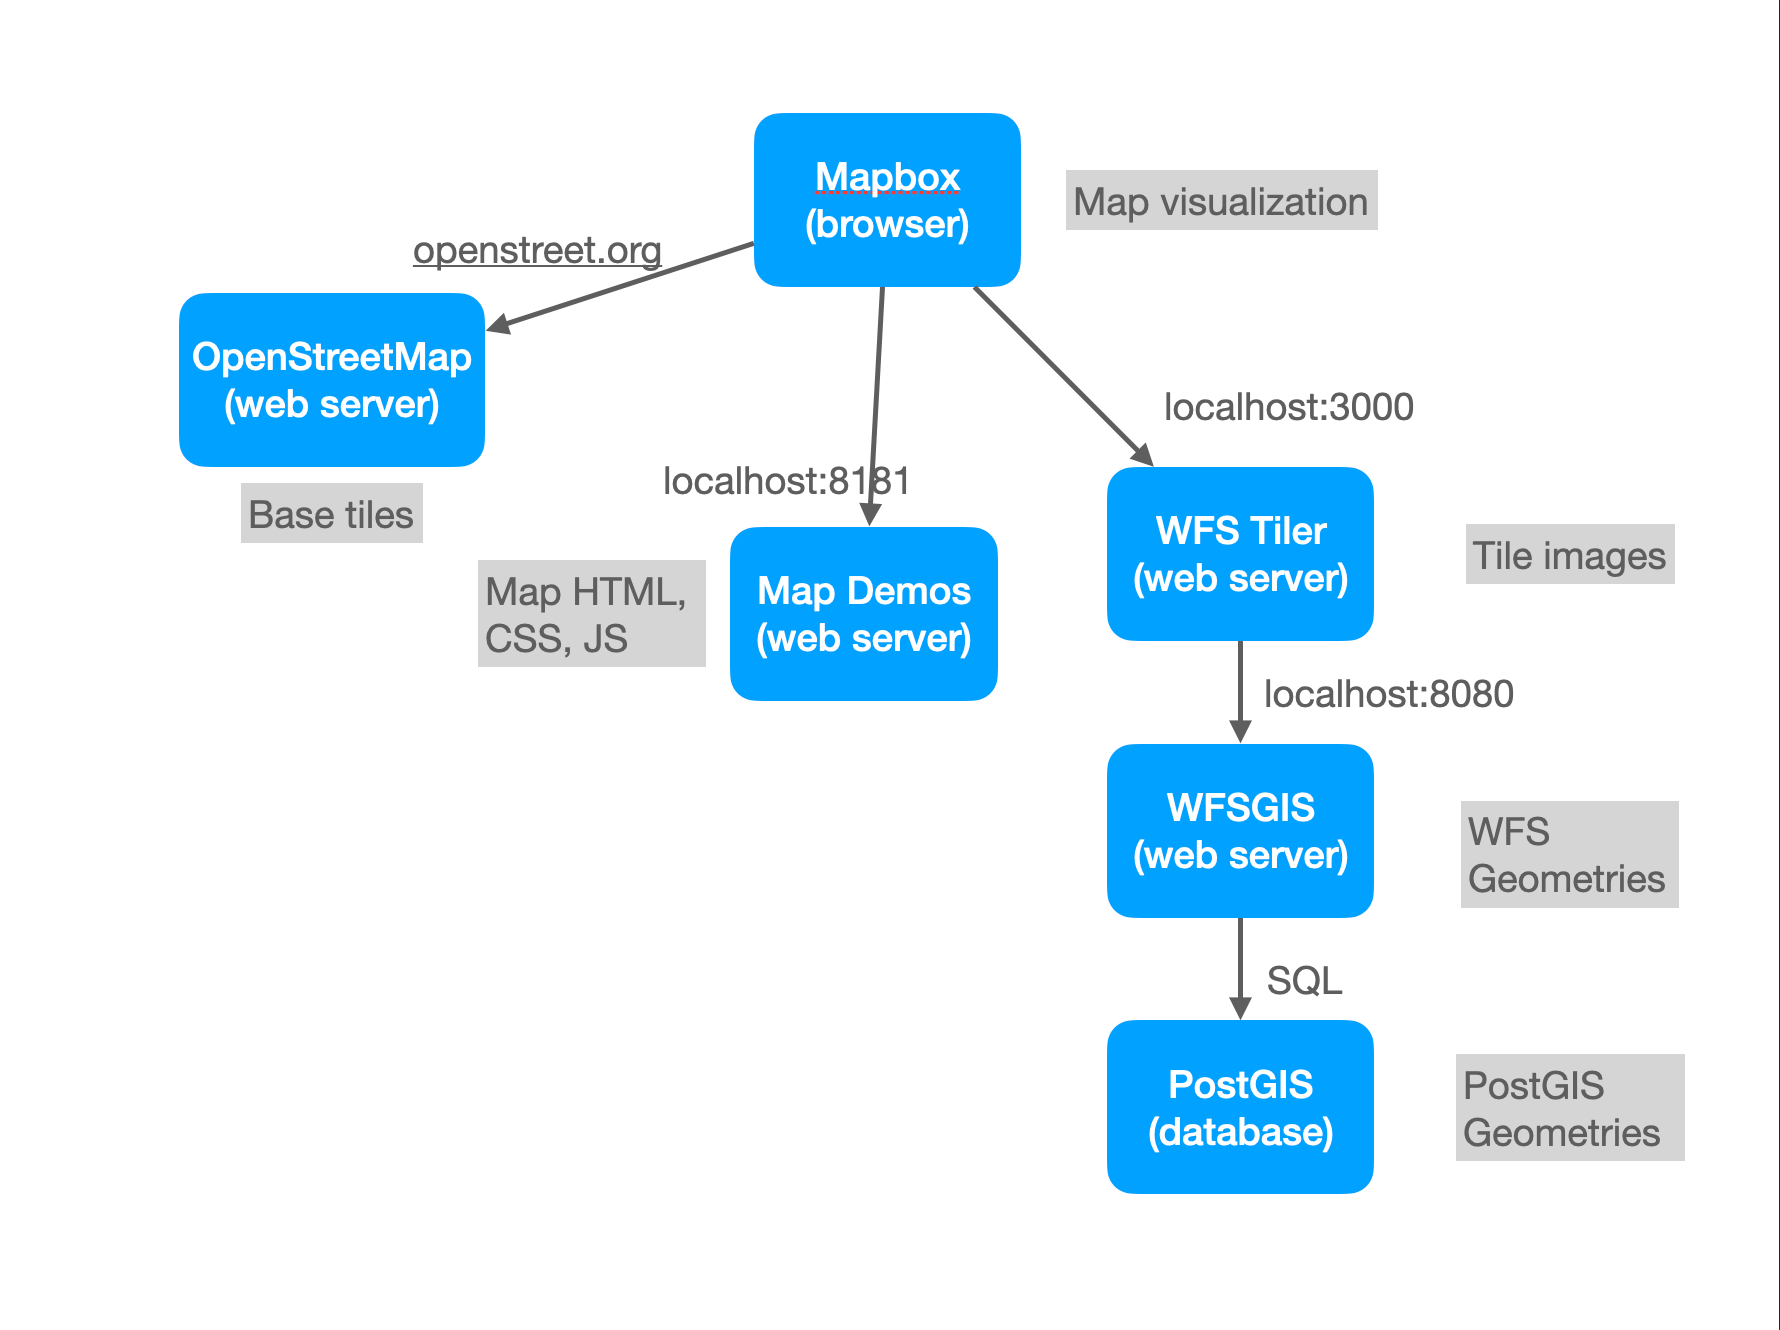 Mapbox
(browser)
Map visualization
openstreet.org
OpenStreetMap
(web server)
Base tiles
localhost:8181
Map HTML,
CSS, JS
Map Demos
(web server)
localhost:3000
WFS Tiler
(web server)
Tile images
localhost:8080
WFSGIS
(web server)
WFS
Geometries
SQL
PostGIS
(database)
PostGIS
Geometries